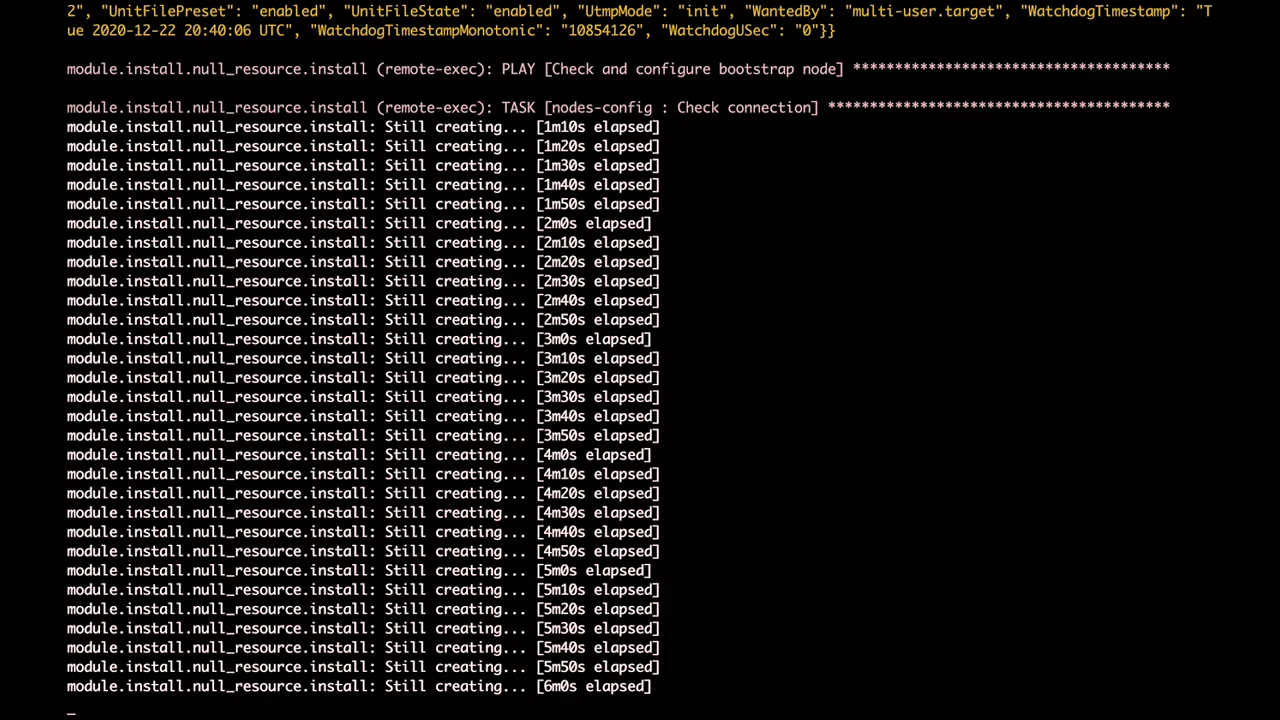 2", "UnitFilePreset": "enabled", "UnitFileState": "enabled", "UtmpMode": "init", "WantedBy": "multi-user.target", "WatchdogTimestamp": "T
ue 2020-12-22 20:40:06 UTC", "WatchdogTimestampMonotonic": "10854126", "WatchdogUSec": "0"}}
module.install.null_resource.install (remote-exec): PLAY [Check and configure bootstrap node] **************************************
module.install.null_resource.install (remote-exec): TASK [nodes-config : Check connection] *****************************************
module.install.null_resource.install: Still creating... [1m10s elapsed]
module.install.null_resource.install: Still creating... [1m20s elapsed]
module.install.null_resource.install: Still creating... [1m30s elapsed]
module.install.null_resource.install: Still creating... [1m40s elapsed]
module.install.null_resource.install: Still creating... [1m50s elapsed]
module.install.null_resource.install: Still creating... [2m0s elapsed]
module.install.null_resource.install: Still creating... [2m10s elapsed]
module.install.null_resource.install: Still creating... [2m20s elapsed]
module.install.null_resource.install: Still creating... [2m30s elapsed]
module.install.null_resource.install: Still creating... [2m40s elapsed]
module.install.null_resource.install: Still creating... [2m50s elapsed]
module.install.null_resource.install: Still creating... [3m0s elapsed]
module.install.null_resource.install: Still creating... [3m10s elapsed]
module.install.null_resource.install: Still creating... [3m20s elapsed]
module.install.null_resource.install: Still creating... [3m30s elapsed]
module.install.null_resource.install: Still creating... [3m40s elapsed]
module.install.null_resource.install: Still creating... [3m50s elapsed]
module.install.null_resource.install: Still creating... [4m0s elapsed]
module.install.null_resource.install: Still creating... [4m10s elapsed]
module.install.null_resource.install: Still creating... [4m20s elapsed]
module.install.null_resource.install: Still creating... [4m30s elapsed]
module.install.null_resource.install: Still creating... [4m40s elapsed]
module.install.null_resource.install: Still creating... [4m50s elapsed]
module.install.null_resource.install: Still creating... [5m0s elapsed]
module.install.null_resource.install: Still creating... [5m10s elapsed]
module.install.null_resource.install: Still creating... [5m20s elapsed]
module.install.null_resource.install: Still creating... [5m30s elapsed]
module.install.null_resource.install: Still creating... [5m40s elapsed]
module.install.null_resource.install: Still creating... [5m50s elapsed]
module.install.null_resource.install: Still creating... [6m0s elapsed]